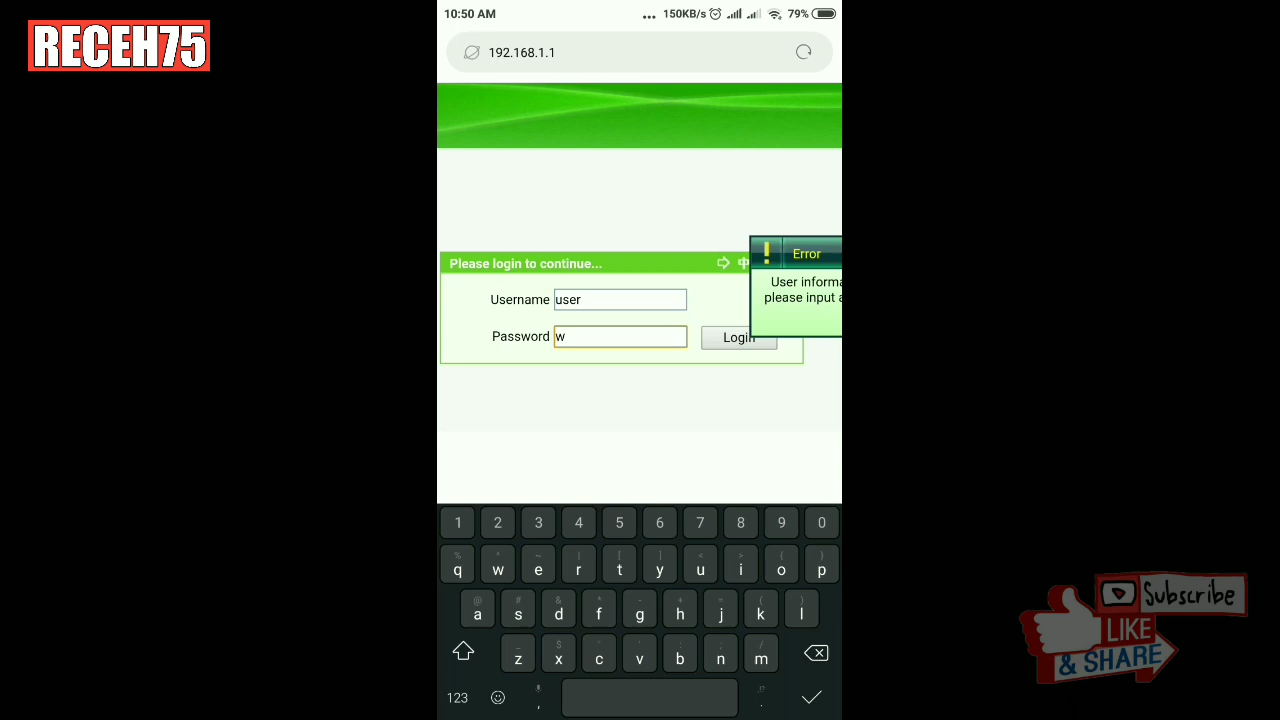 RECEH75
10:50 AM
... 150KB/s 79%
192.168.1.1
Please login to continue...
中
Error
User informa
please input a
Username user
Password w
Login
1 2 3 4 5 6 7 8 9 0
% ^ ~ | [ ] < > { }
q w e r t y u i o p
@ # & * - + = ( )
a s d f g h j k l
_ $ " ' : ; /
z x c v b n m
123 , .
Subscribe
LIKE
& SHARE